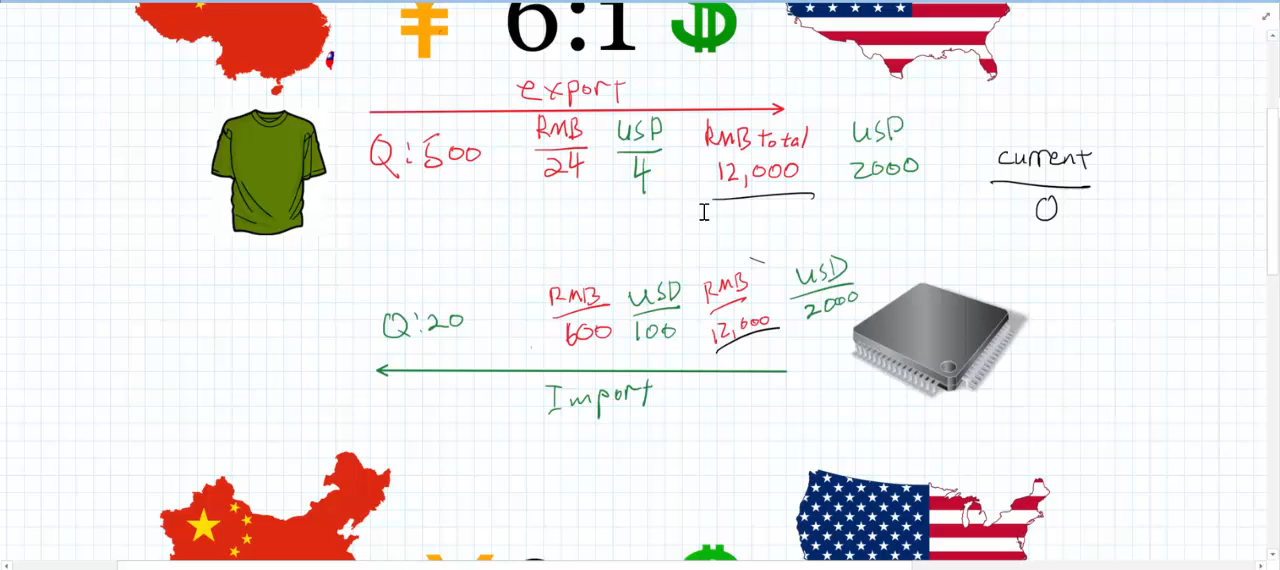 ¥ 6:1 $
export
Q:500
RMB
24
USD
4
RMB total
12,000
USD
2000
current
0
Q:20
RMB
600
USD
100
RMB
12,000
USD
2000
Import